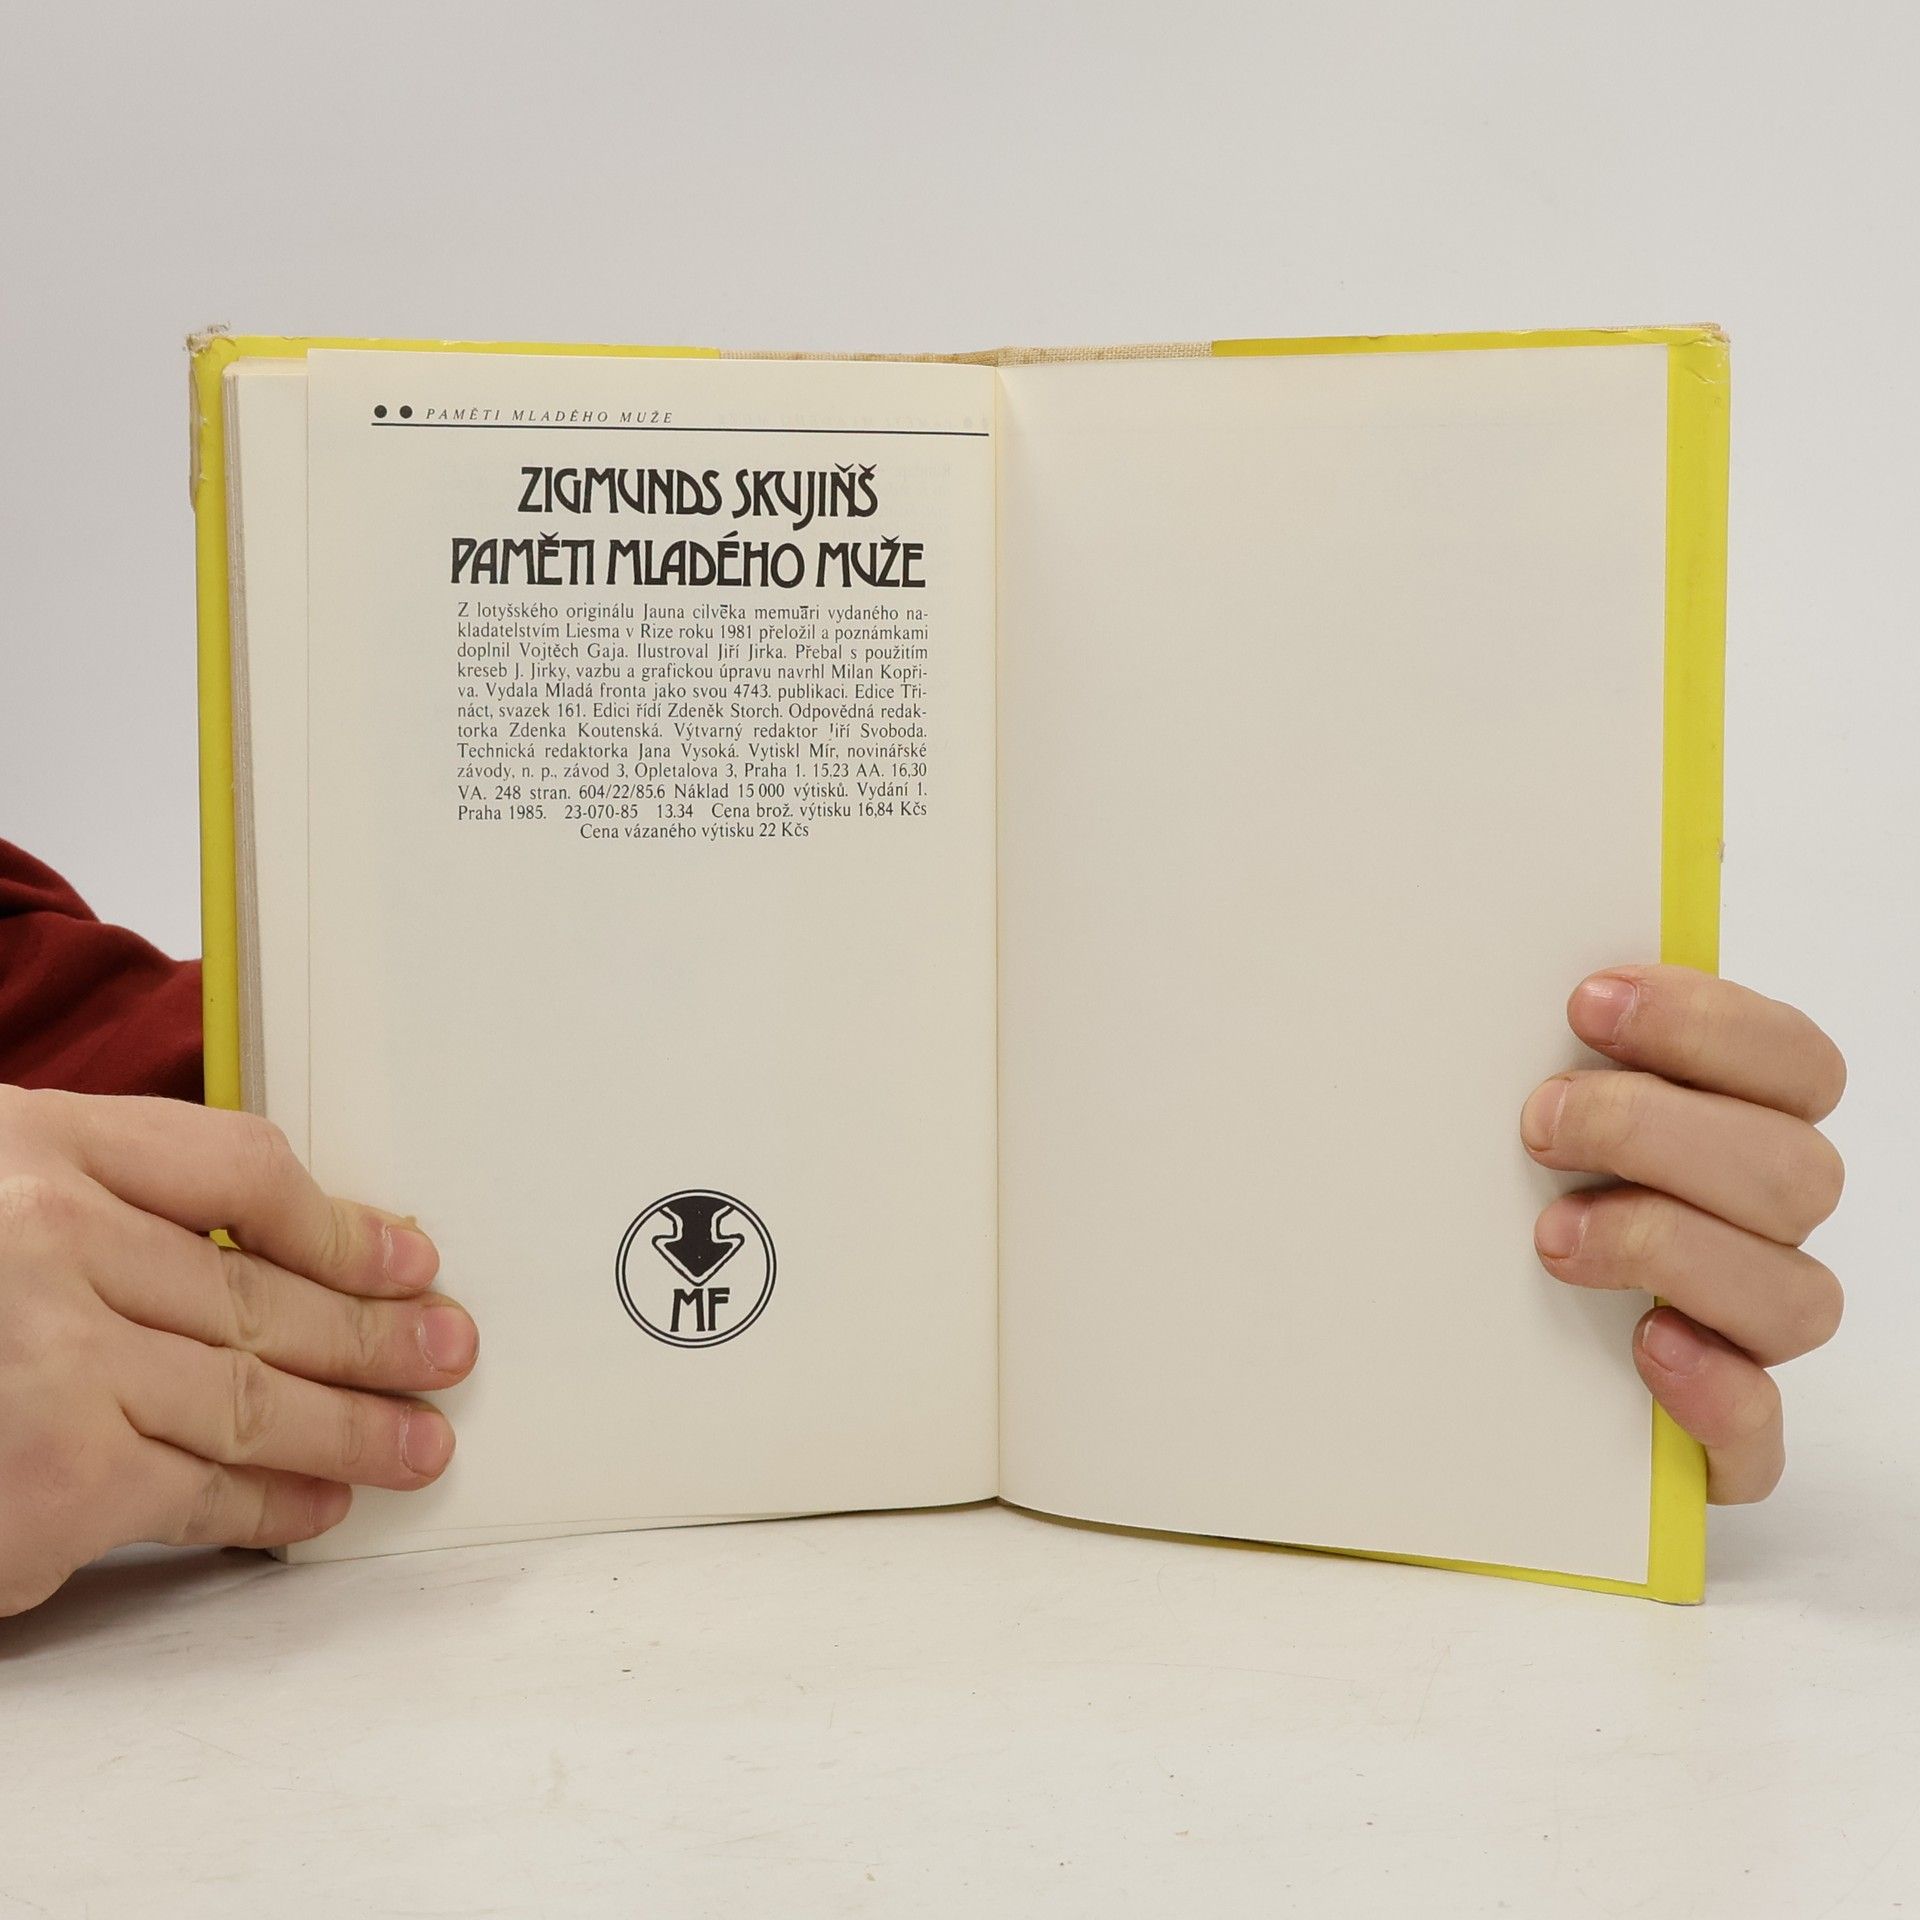 ●● PAMĚTI MLADÉHO MUŽE
ZIGMUNDS SKUJIŇŠ
PAMĚTI MLADÉHO MUŽE
Z lotyšského originálu Jauna cilvēka memuāri vydaného na-
kladatelstvím Liesma v Rize roku 1981 přeložil a poznámkami
doplnil Vojtěch Gaja. Ilustroval Jiří Jirka. Přebal s použitím
kreseb J. Jirky, vazbu a grafickou úpravu navrhl Milan Kopři-
va. Vydala Mladá fronta jako svou 4743. publikaci. Edice Tři-
náct, svazek 161. Edici řídí Zdeněk Storch. Odpovědná redak-
torka Zdenka Koutenská. Výtvarný redaktor Jiří Svoboda.
Technická redaktorka Jana Vysoká. Vytiskl Mír, novinářské
závody, n. p., závod 3, Opletalova 3, Praha 1. 15,23 AA. 16,30
VA. 248 stran. 604/22/85.6 Náklad 15 000 výtisků. Vydání 1.
Praha 1985. 23-070-85 13.34 Cena brož. výtisku 16,84 Kčs
Cena vázaného výtisku 22 Kčs
MF